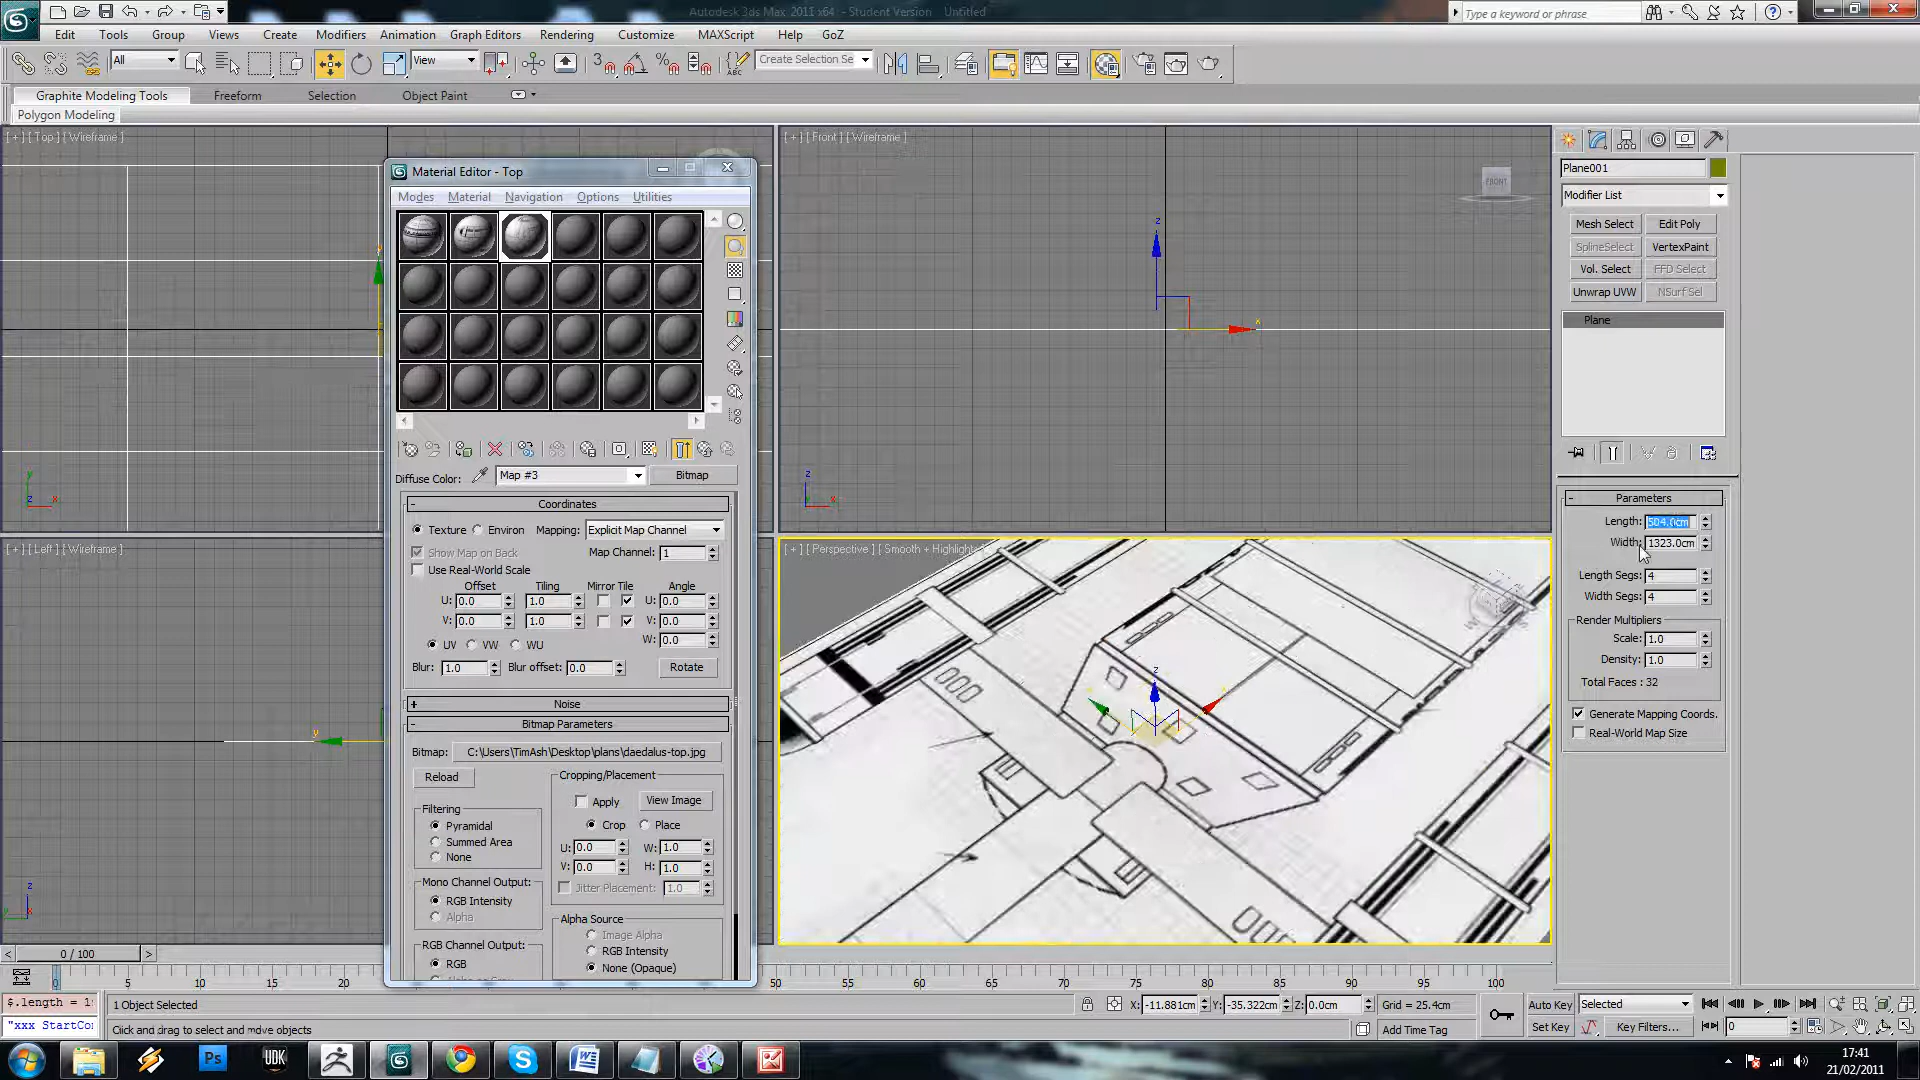 Autodesk 3ds Max 2011 x64 - Student Version Untitled
Type a keyword or phrase
Edit Tools Group Views Create Modifiers Animation Graph Editors Rendering Customize MAXScript Help GoZ
All View Create Selection Se
Graphite Modeling Tools Freeform Selection Object Paint
Polygon Modeling
[ + ] [ Top ] [ Wireframe ]
[ + ] [ Front ] [ Wireframe ]
FRONT
[ + ] [ Left ] [ Wireframe ]
[ + ] [ Perspective ] [ Smooth + Highlights
Material Editor - Top
Modes Material Navigation Options Utilities
Diffuse Color: Map #3 Bitmap
Coordinates
Texture Environ Mapping: Explicit Map Channel
Show Map on Back Map Channel: 1
Use Real-World Scale
Offset Tiling Mirror Tile Angle
U: 0.0 1.0 U: 0.0
V: 0.0 1.0 V: 0.0
UV VW WU W: 0.0
Blur: 1.0 Blur offset: 0.0 Rotate
Noise
Bitmap Parameters
Bitmap: C:\Users\TimAsh\Desktop\plans\daedalus-top.jpg
Reload
Cropping/Placement
Apply View Image
Crop Place
U: 0.0 W: 1.0
V: 0.0 H: 1.0
Jitter Placement: 1.0
Filtering
Pyramidal
Summed Area
None
Mono Channel Output:
RGB Intensity
Alpha
RGB Channel Output:
RGB
Alpha Source
Image Alpha
RGB Intensity
None (Opaque)
Plane001
Modifier List
Mesh Select Edit Poly
SplineSelect VertexPaint
Vol. Select FFD Select
Unwrap UVW NSurf Sel
Plane
Parameters
Length: 504.0cm
Width: 1323.0cm
Length Segs: 4
Width Segs: 4
Render Multipliers
Scale: 1.0
Density: 1.0
Total Faces : 32
Generate Mapping Coords.
Real-World Map Size
0 / 100
0 5 10 15 20 50 55 60 65 70 75 80 85 90 95 100
$.length = 1
"xxx StartCo
1 Object Selected
X: -11.881cm Y: -35.322cm Z: 0.0cm Grid = 25.4cm
Click and drag to select and move objects
Add Time Tag
Auto Key Selected
Set Key Key Filters... 0
Ps UDK
17:41
21/02/2011